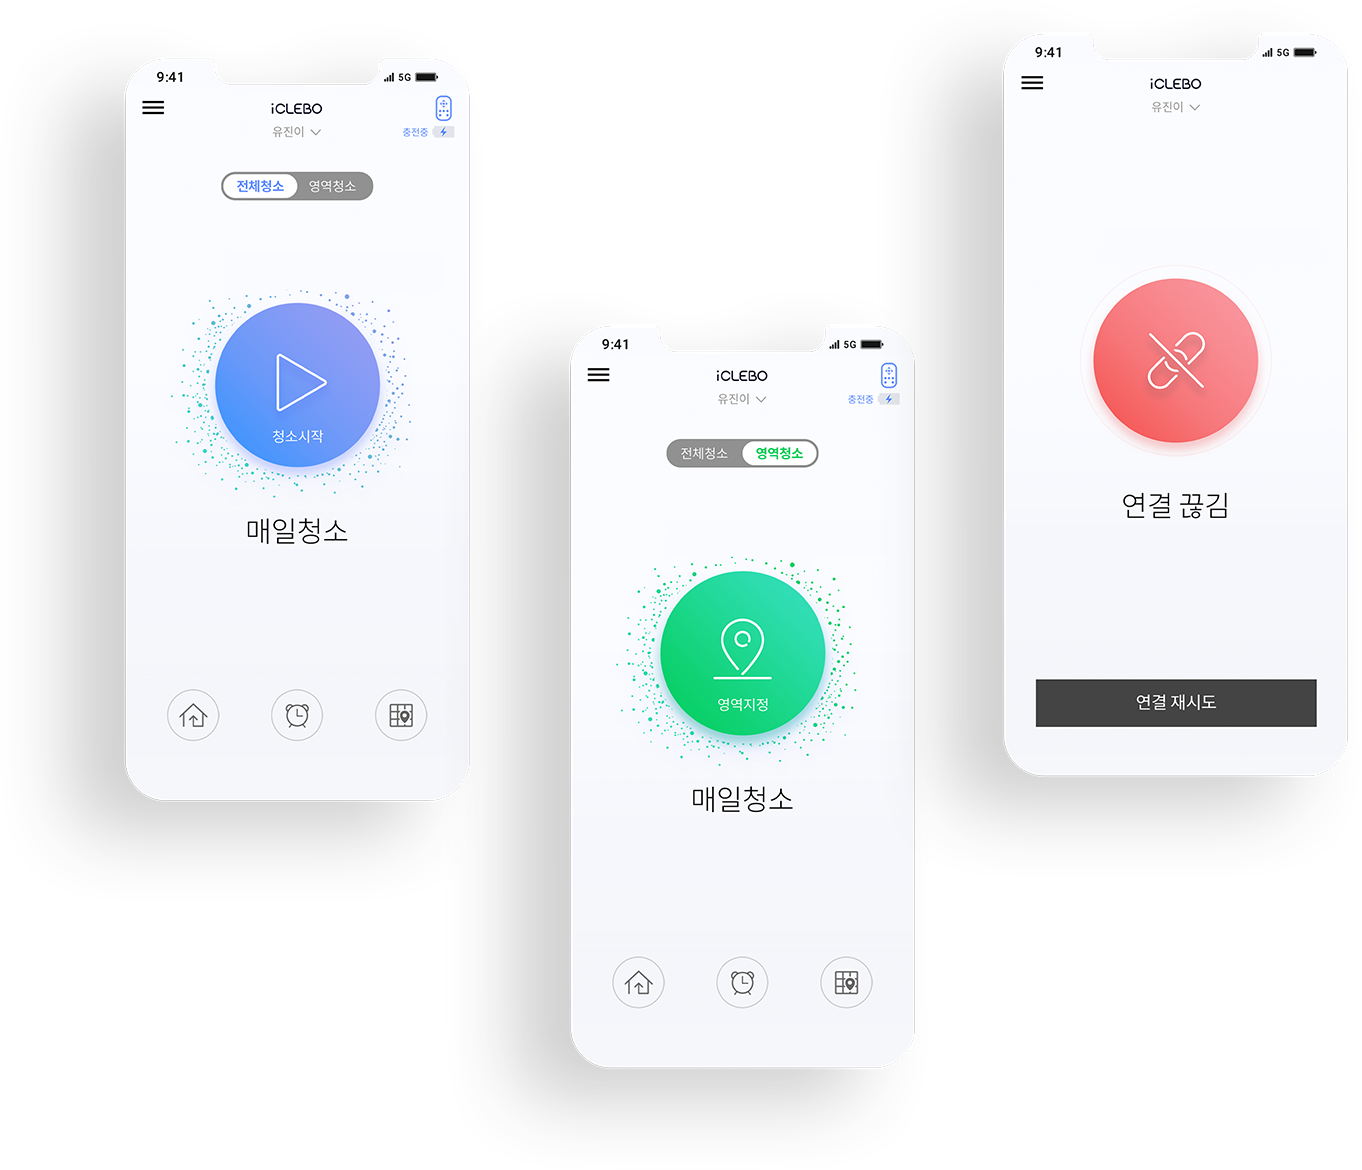 9:41
5G
iCLEBO
유진이
충전중
전체청소 영역청소
청소시작
매일청소
9:41
5G
iCLEBO
유진이
충전중
전체청소 영역청소
영역지정
매일청소
9:41
5G
iCLEBO
유진이
연결 끊김
연결 재시도